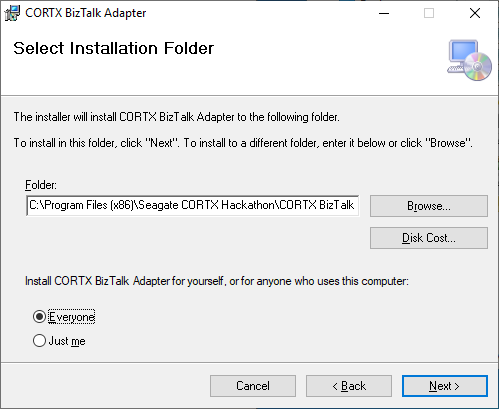 CORTX BizTalk Adapter
Select Installation Folder
The installer will install CORTX BizTalk Adapter to the following folder.
To install in this folder, click "Next". To install to a different folder, enter it below or click "Browse".
Folder:
C:\Program Files (x86)\Seagate CORTX Hackathon\CORTX BizTalk
Browse...
Disk Cost...
Install CORTX BizTalk Adapter for yourself, or for anyone who uses this computer:
Everyone
Just me
Cancel
< Back
Next >